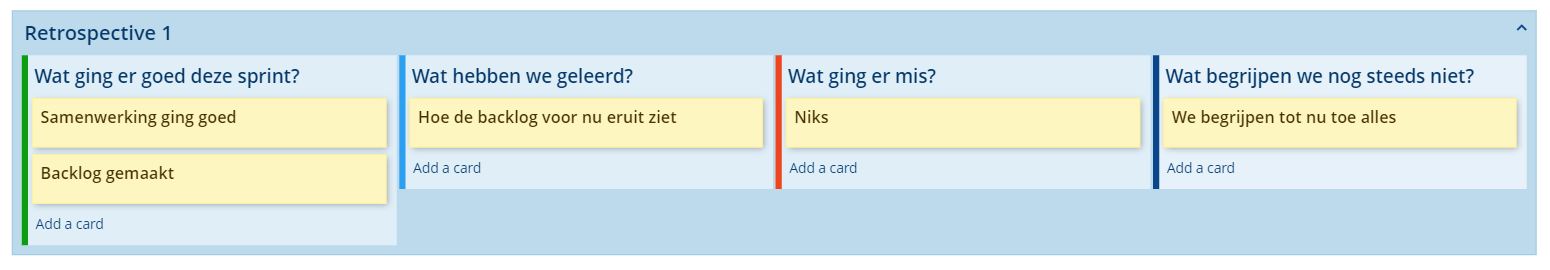 Retrospective 1
Wat ging er goed deze sprint?
Samenwerking ging goed
Backlog gemaakt
Add a card
Wat hebben we geleerd?
Hoe de backlog voor nu eruit ziet
Add a card
Wat ging er mis?
Niks
Add a card
Wat begrijpen we nog steeds niet?
We begrijpen tot nu toe alles
Add a card